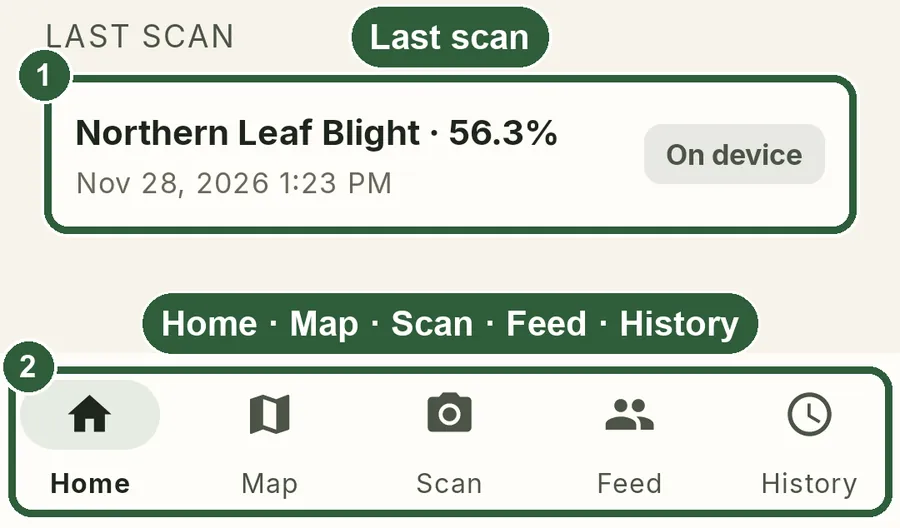 LAST SCAN
Last scan
1
Northern Leaf Blight · 56.3%
Nov 28, 2026 1:23 PM
On device
Home · Map · Scan · Feed · History
2
Home
Map
Scan
Feed
History